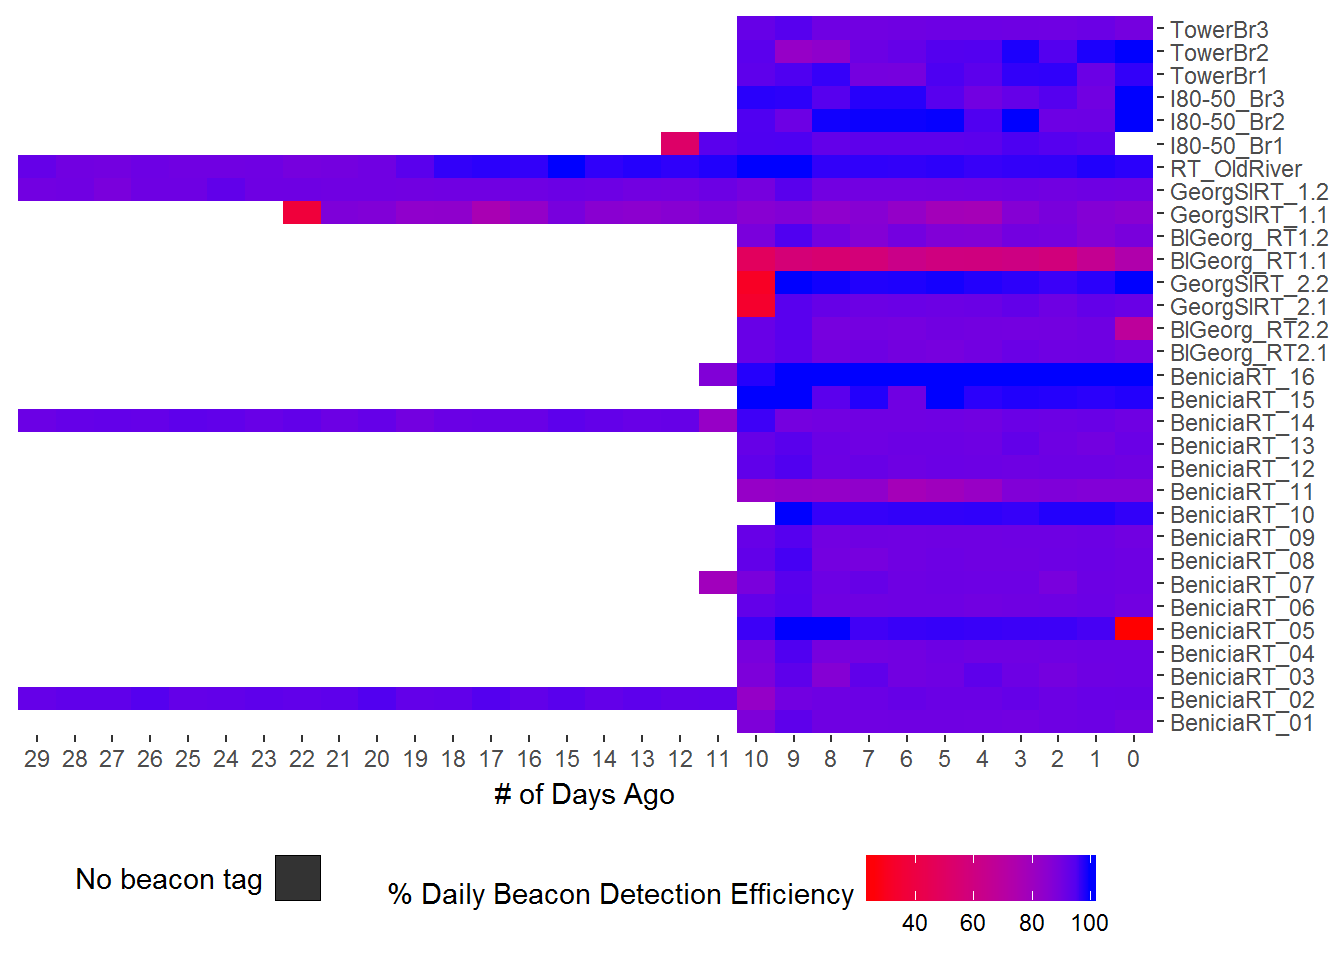 TowerBr3
TowerBr2
TowerBr1
I80-50_Br3
I80-50_Br2
I80-50_Br1
RT_OldRiver
GeorgSlRT_1.2
GeorgSlRT_1.1
BlGeorg_RT1.2
BlGeorg_RT1.1
GeorgSlRT_2.2
GeorgSlRT_2.1
BlGeorg_RT2.2
BlGeorg_RT2.1
BeniciaRT_16
BeniciaRT_15
BeniciaRT_14
BeniciaRT_13
BeniciaRT_12
BeniciaRT_11
BeniciaRT_10
BeniciaRT_09
BeniciaRT_08
BeniciaRT_07
BeniciaRT_06
BeniciaRT_05
BeniciaRT_04
BeniciaRT_03
BeniciaRT_02
BeniciaRT_01
29 28 27 26 25 24 23 22 21 20 19 18 17 16 15 14 13 12 11 10 9 8 7 6 5 4 3 2 1 0
# of Days Ago
No beacon tag
% Daily Beacon Detection Efficiency
40 60 80 100